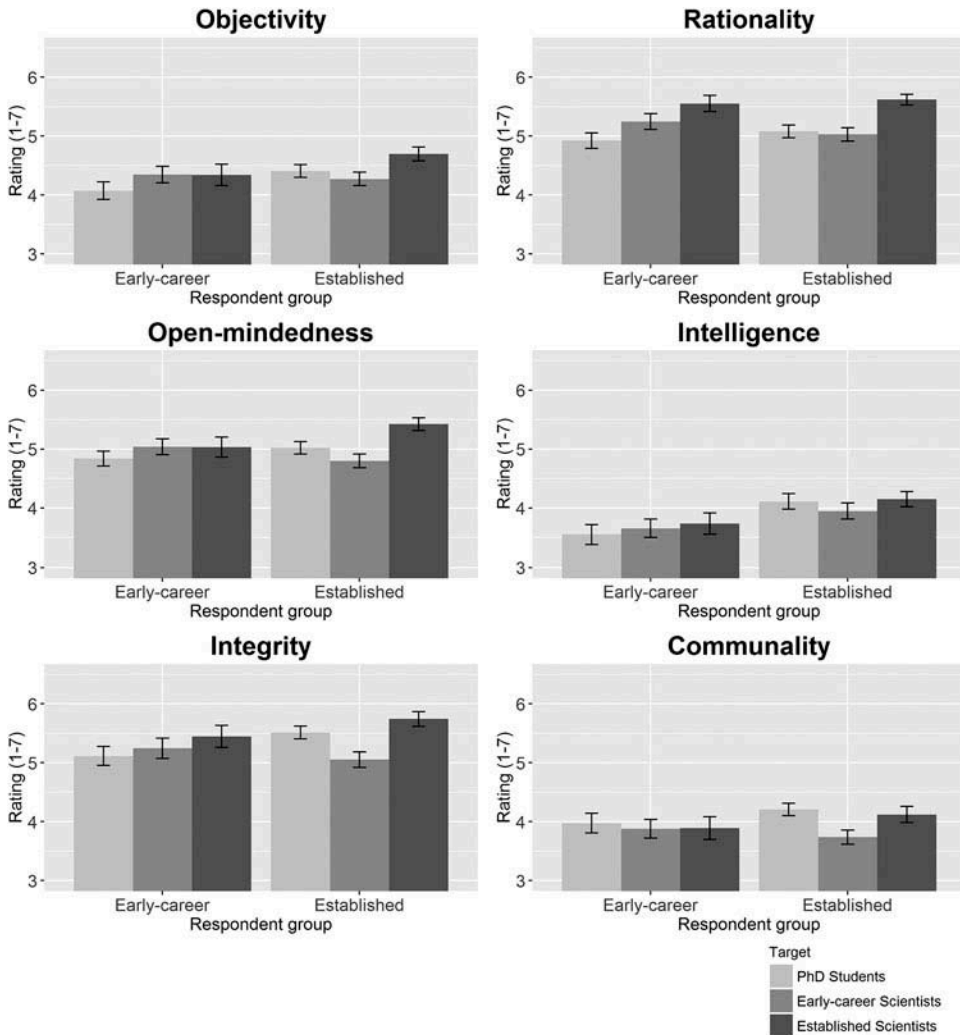 Objectivity
Rationality
Rating (1-7)
6
5
4
3
Early-career
Established
Respondent group
Rating (1-7)
6
5
4
3
Early-career
Established
Respondent group
Open-mindedness
Intelligence
Rating (1-7)
6
5
4
3
Early-career
Established
Respondent group
Rating (1-7)
6
5
4
3
Early-career
Established
Respondent group
Integrity
Communality
Rating (1-7)
6
5
4
3
Early-career
Established
Respondent group
Rating (1-7)
6
5
4
3
Early-career
Established
Respondent group
Target
PhD Students
Early-career Scientists
Established Scientists